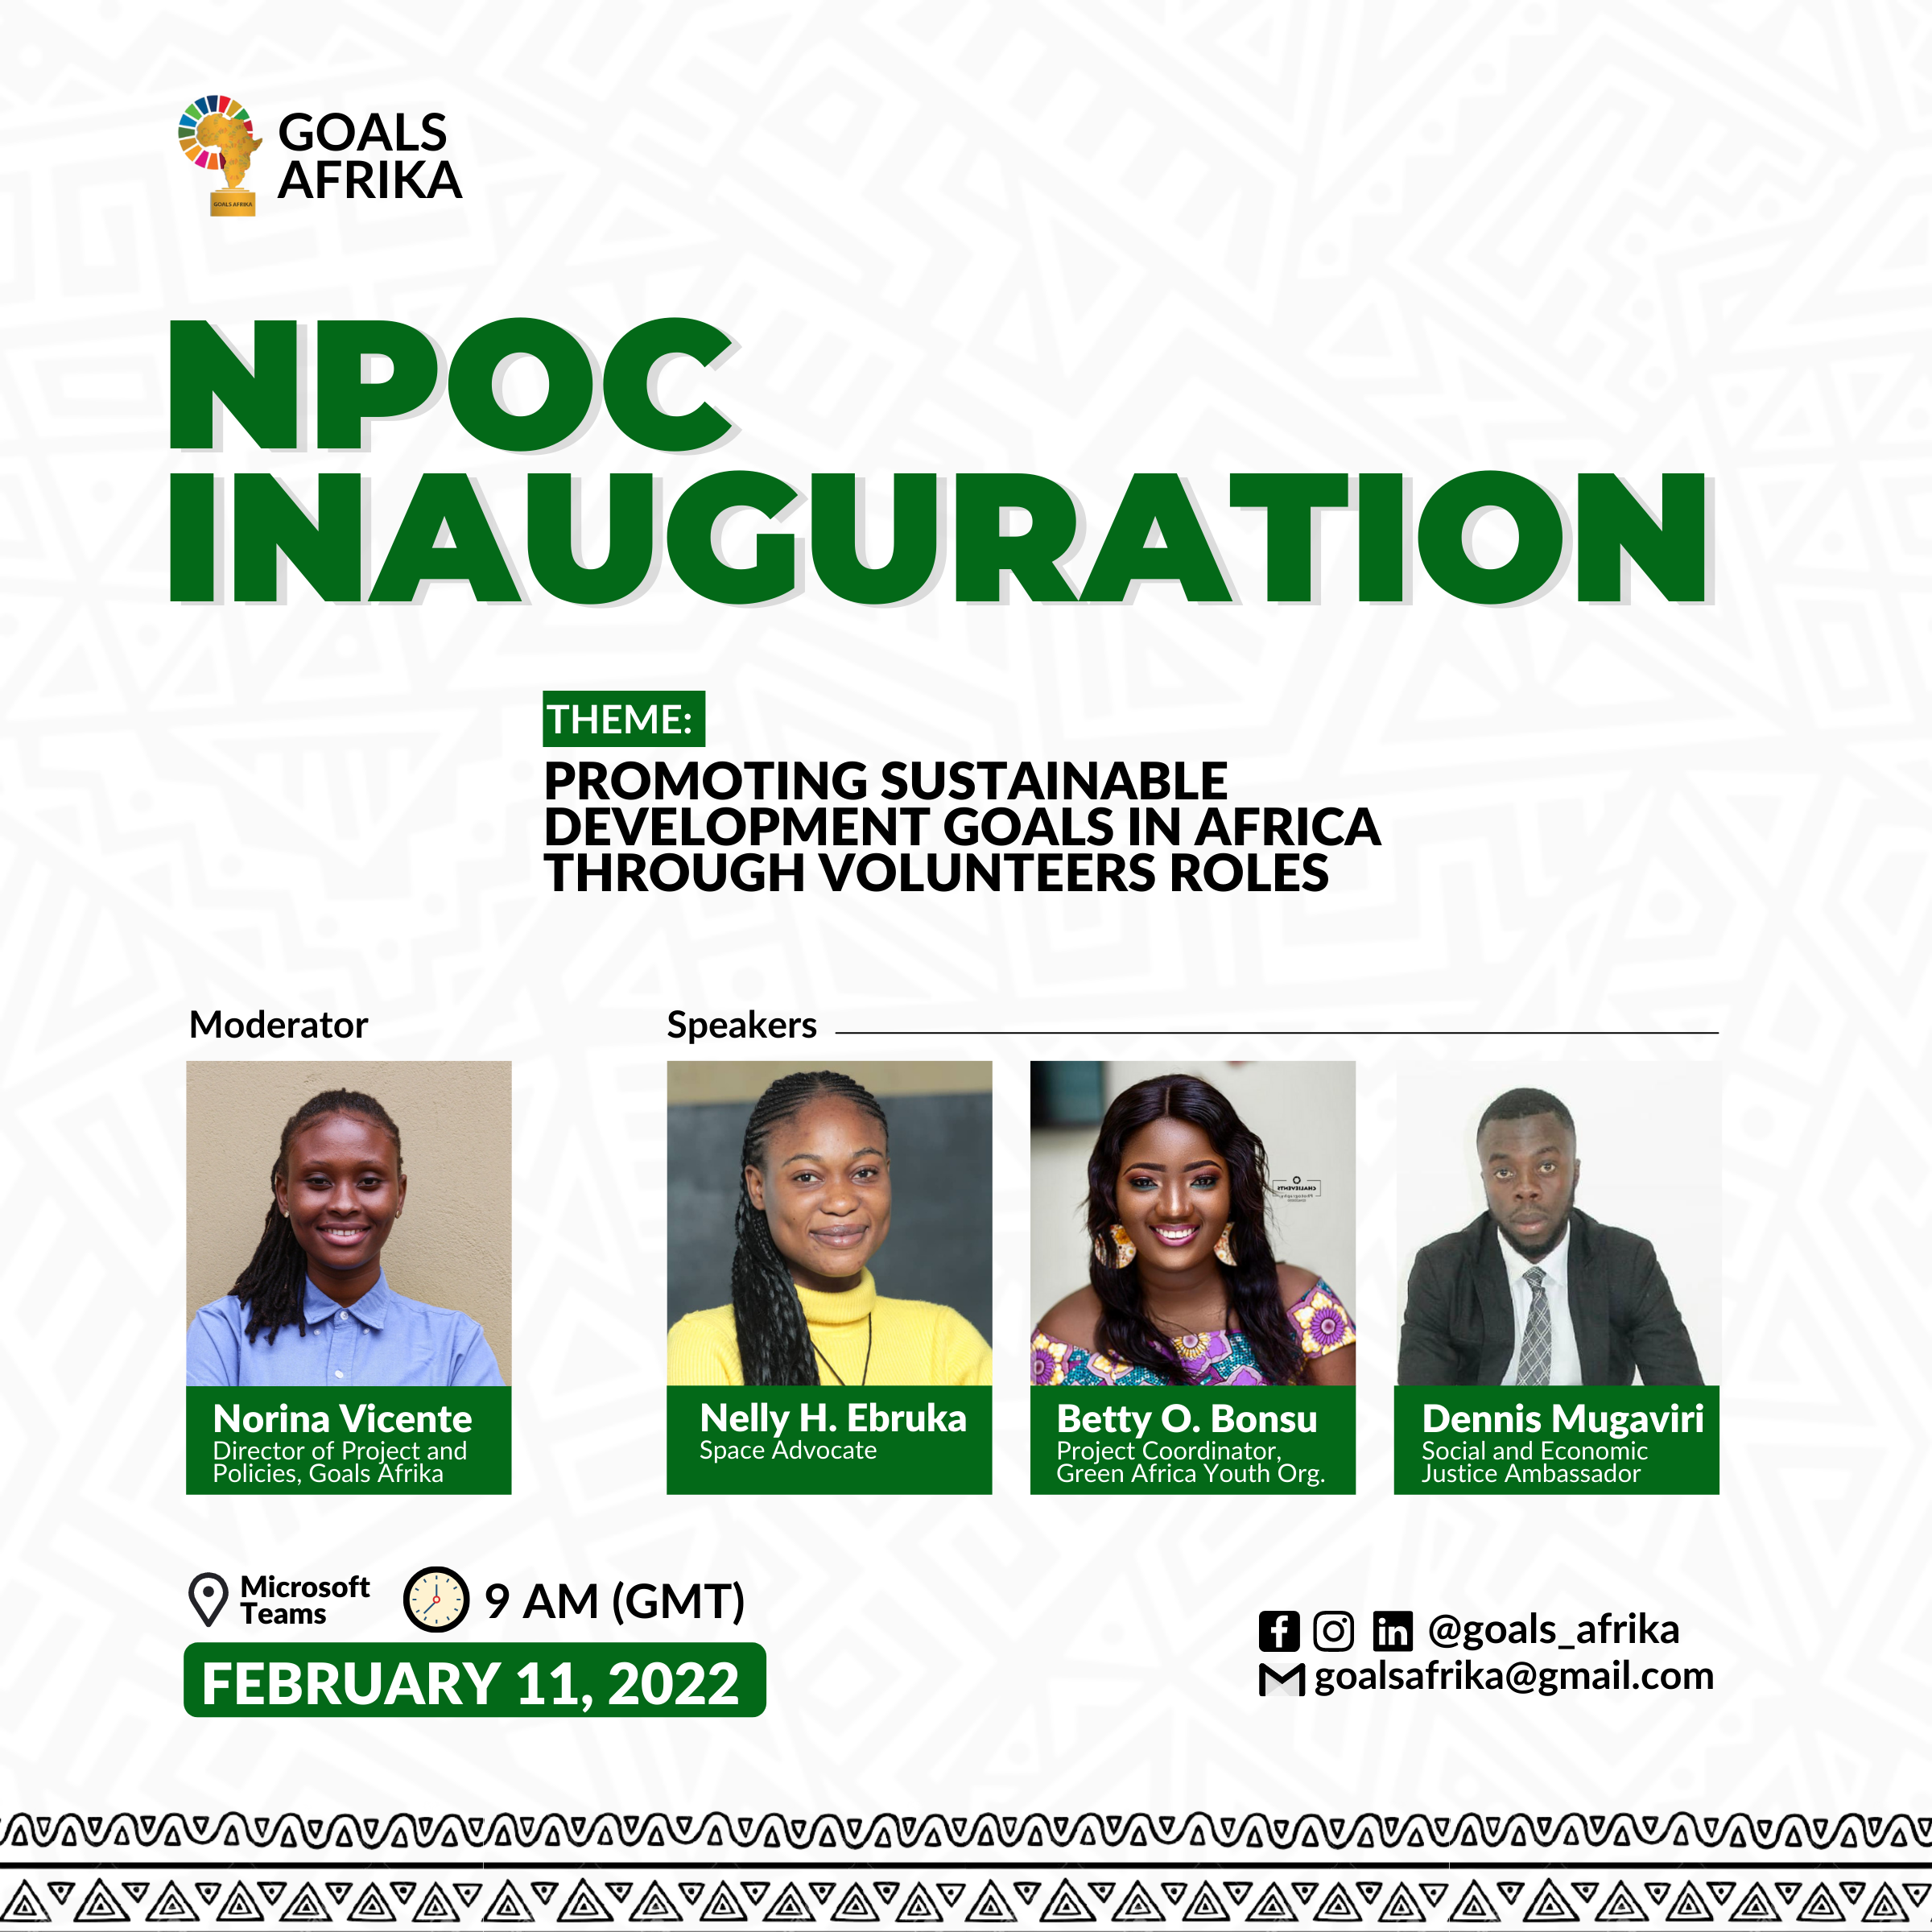 GOALS
AFRIKA
GOALS AFRIKA
NPOC
INAUGURATION
THEME:
PROMOTING SUSTAINABLE
DEVELOPMENT GOALS IN AFRICA
THROUGH VOLUNTEERS ROLES
Moderator
Speakers
Norina Vicente
Director of Project and
Policies, Goals Afrika
Nelly H. Ebruka
Space Advocate
Betty O. Bonsu
Project Coordinator,
Green Africa Youth Org.
Dennis Mugaviri
Social and Economic
Justice Ambassador
Microsoft
Teams
9 AM (GMT)
FEBRUARY 11, 2022
@goals_afrika
goalsafrika@gmail.com